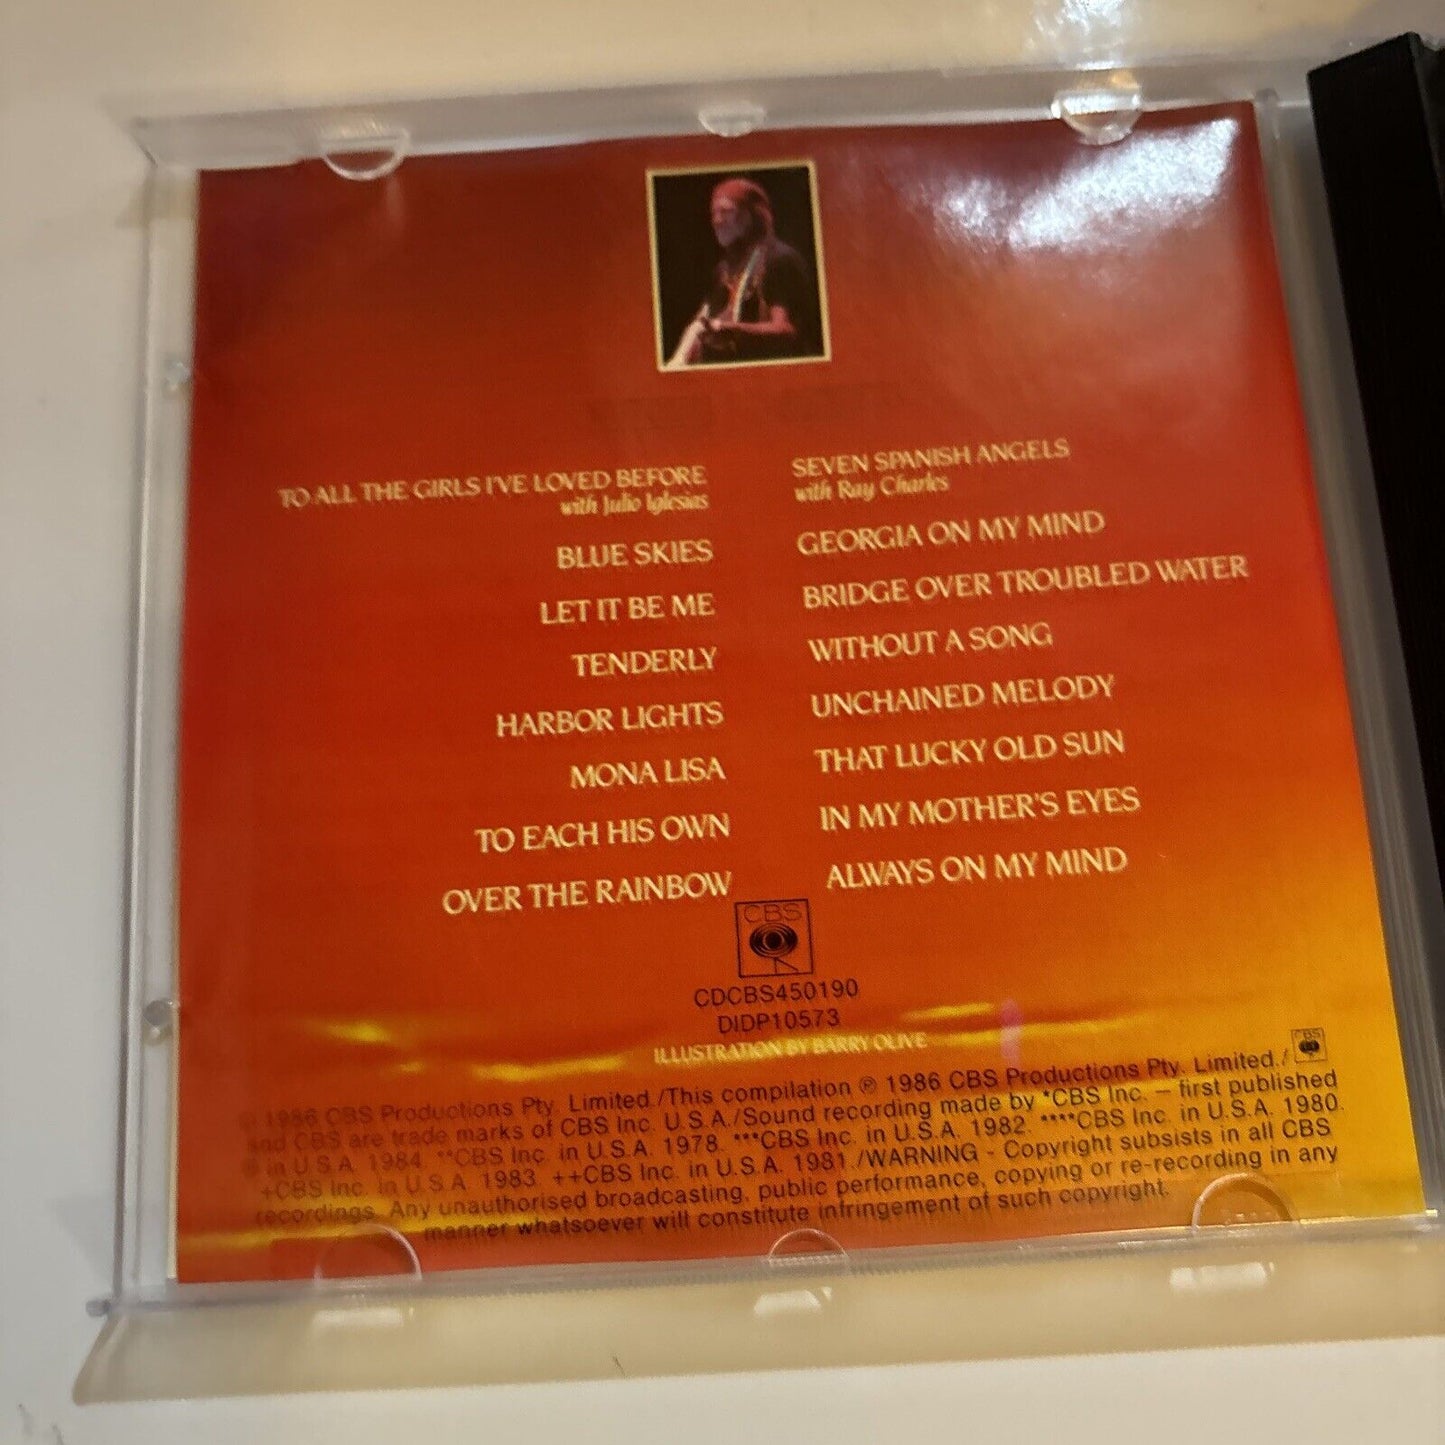 TO ALL THE GIRLS I'VE LOVED BEFORE
with Julio Iglesias
BLUE SKIES
LET IT BE ME
TENDERLY
HARBOR LIGHTS
MONA LISA
TO EACH HIS OWN
OVER THE RAINBOW
SEVEN SPANISH ANGELS
with Ray Charles
GEORGIA ON MY MIND
BRIDGE OVER TROUBLED WATER
WITHOUT A SONG
UNCHAINED MELODY
THAT LUCKY OLD SUN
IN MY MOTHER'S EYES
ALWAYS ON MY MIND
CBS
CDCBS450190
DIDP10573
ILLUSTRATION BY BARRY OLIVE
© 1986 CBS Productions Pty. Limited./This compilation ℗ 1986 CBS Productions Pty. Limited./ CBS
and CBS are trade marks of CBS Inc. U.S.A./Sound recording made by *CBS Inc. – first published
℗ in U.S.A. 1984. **CBS Inc. in U.S.A. 1978. ***CBS Inc. in U.S.A. 1982. ****CBS Inc. in U.S.A. 1980.
+CBS Inc. in U.S.A. 1983. ++CBS Inc. in U.S.A. 1981./WARNING - Copyright subsists in all CBS
recordings. Any unauthorised broadcasting, public performance, copying or re-recording in any
manner whatsoever will constitute infringement of such copyright.